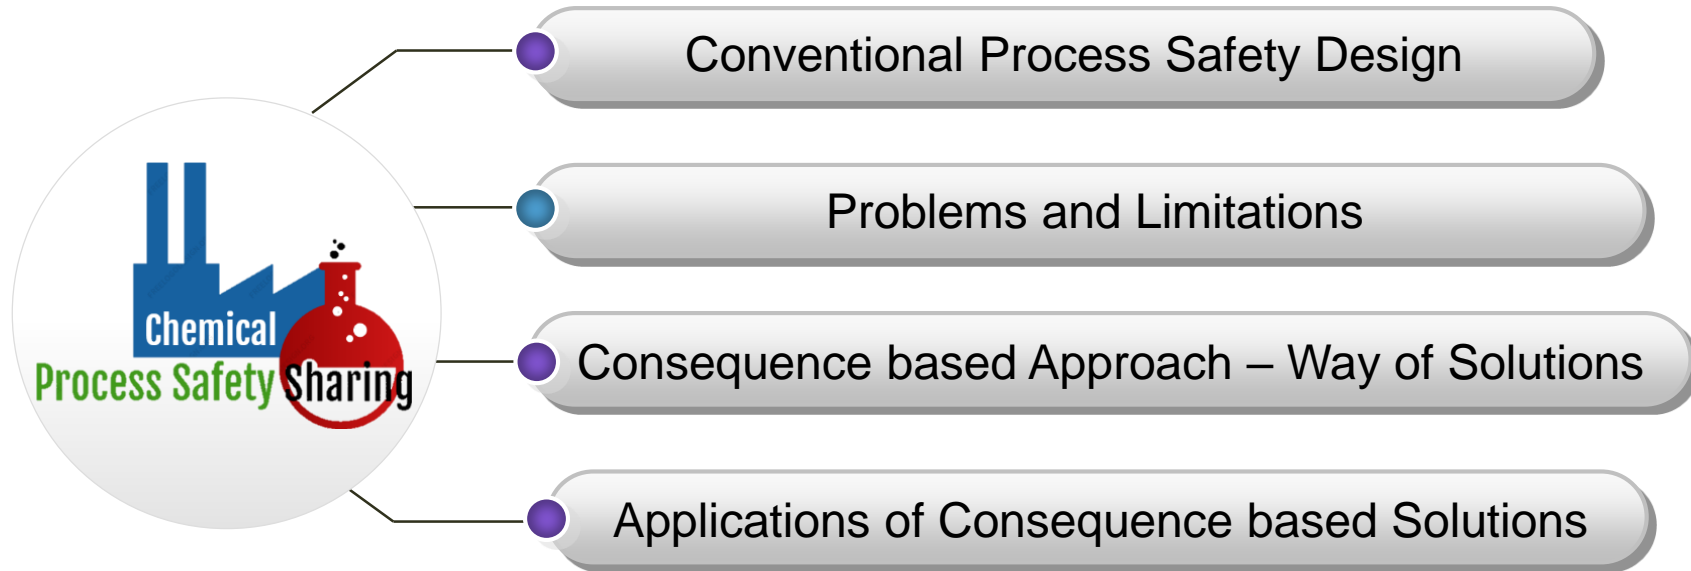 Conventional Process Safety Design
Problems and Limitations
Chemical
Process Safety Sharing
Consequence based Approach – Way of Solutions
Applications of Consequence based Solutions